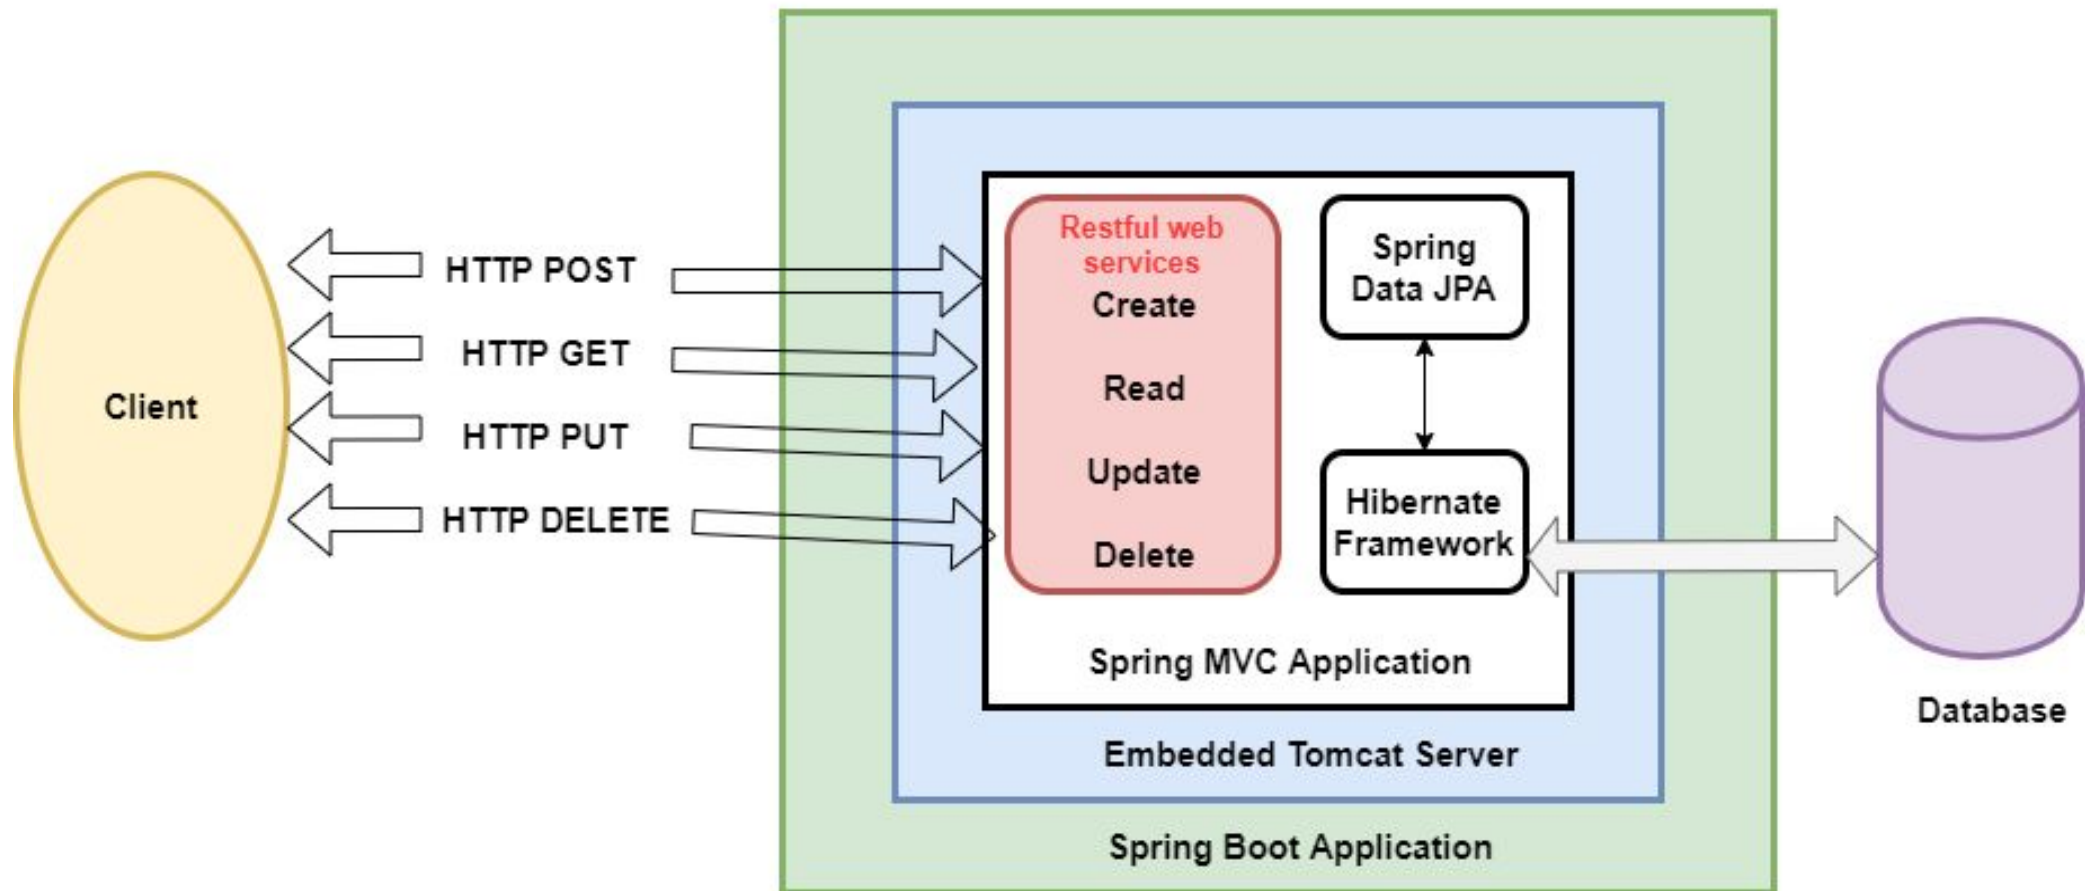 Client
HTTP POST
HTTP GET
HTTP PUT
HTTP DELETE
Restful web
services
Create
Read
Update
Delete
Spring
Data JPA
Hibernate
Framework
Spring MVC Application
Embedded Tomcat Server
Spring Boot Application
Database